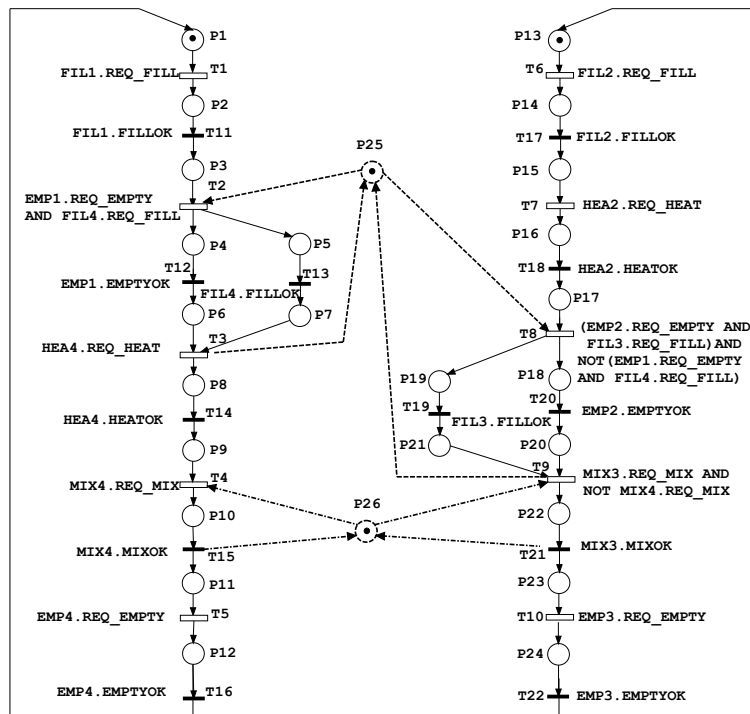 P1
P13
FIL1.REQ_FILL
T1
T6
FIL2.REQ_FILL
P2
P14
FIL1.FILLOK
T11
T17
FIL2.FILLOK
P25
P3
P15
T2
EMP1.REQ_EMPTY
AND FIL4.REQ_FILL
T7
HEA2.REQ_HEAT
P4
P5
P16
T12
T13
T18
HEA2.HEATOK
EMP1.EMPTYOK
FIL4.FILLOK
P6
P7
P17
T3
T8
(EMP2.REQ_EMPTY AND
FIL3.REQ_FILL)AND
NOT(EMP1.REQ_EMPTY
AND FIL4.REQ_FILL)
HEA4.REQ_HEAT
P8
P19
P18
T14
T19
T20
HEA4.HEATOK
FIL3.FILLOK
EMP2.EMPTYOK
P9
P21
P20
T4
T9
MIX4.REQ_MIX
MIX3.REQ_MIX AND
NOT MIX4.REQ_MIX
P26
P10
P22
MIX4.MIXOK
T15
T21
MIX3.MIXOK
P11
P23
EMP4.REQ_EMPTY
T5
T10
EMP3.REQ_EMPTY
P12
P24
EMP4.EMPTYOK
T16
T22
EMP3.EMPTYOK